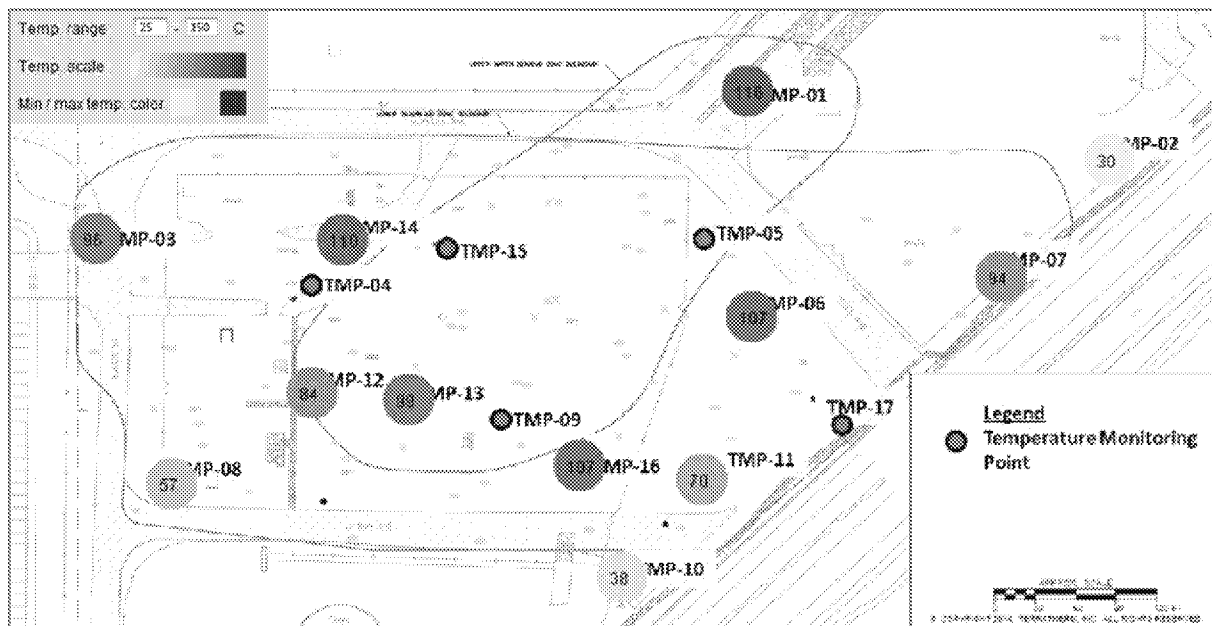 Temp. range 25 - 150 C
Temp. scale
Min / max temp. color
116 MP-01
MP-02
30
96 MP-03
110 MP-14
TMP-15
TMP-05
TMP-04
MP-07
94
MP-06
107
MP-12
84
MP-13
99
TMP-09
TMP-17
MP-08
57
MP-16
TMP-11
70
MP-10
38
Legend
Temperature Monitoring
Point